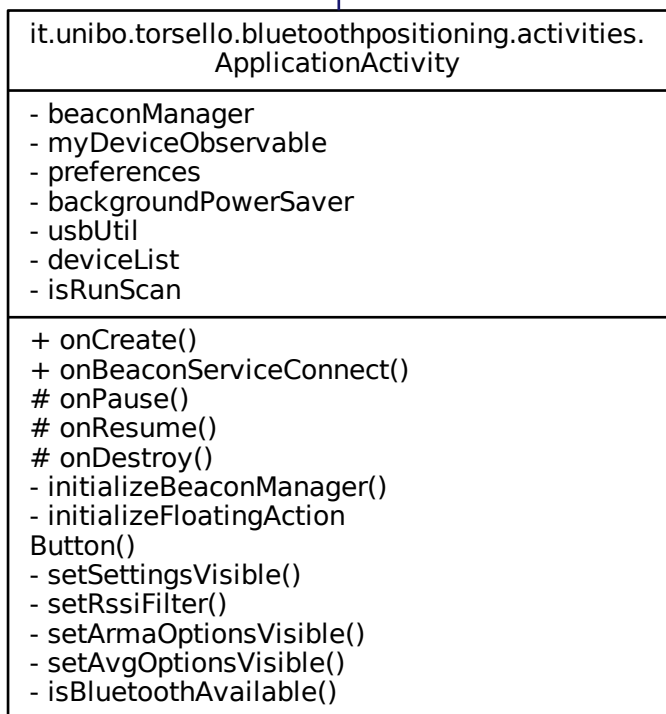 it.unibo.torsello.bluetoothpositioning.activities.
ApplicationActivity
- beaconManager
- myDeviceObservable
- preferences
- backgroundPowerSaver
- usbUtil
- deviceList
- isRunScan
+ onCreate()
+ onBeaconServiceConnect()
# onPause()
# onResume()
# onDestroy()
- initializeBeaconManager()
- initializeFloatingAction
Button()
- setSettingsVisible()
- setRssiFilter()
- setArmaOptionsVisible()
- setAvgOptionsVisible()
- isBluetoothAvailable()